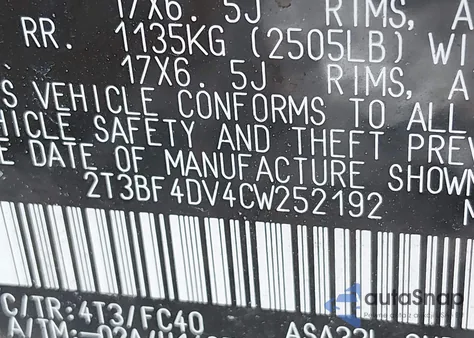 17X6.5J RIMS, A
RR. 1135KG (2505LB) WI
17X6.5J RIMS, A
S VEHICLE CONFORMS TO ALL
HICLE SAFETY AND THEFT PREV
E DATE OF MANUFACTURE SHOWN
2T3BF4DV4CW252192
C/TR:4T3/FC40
autoSnap